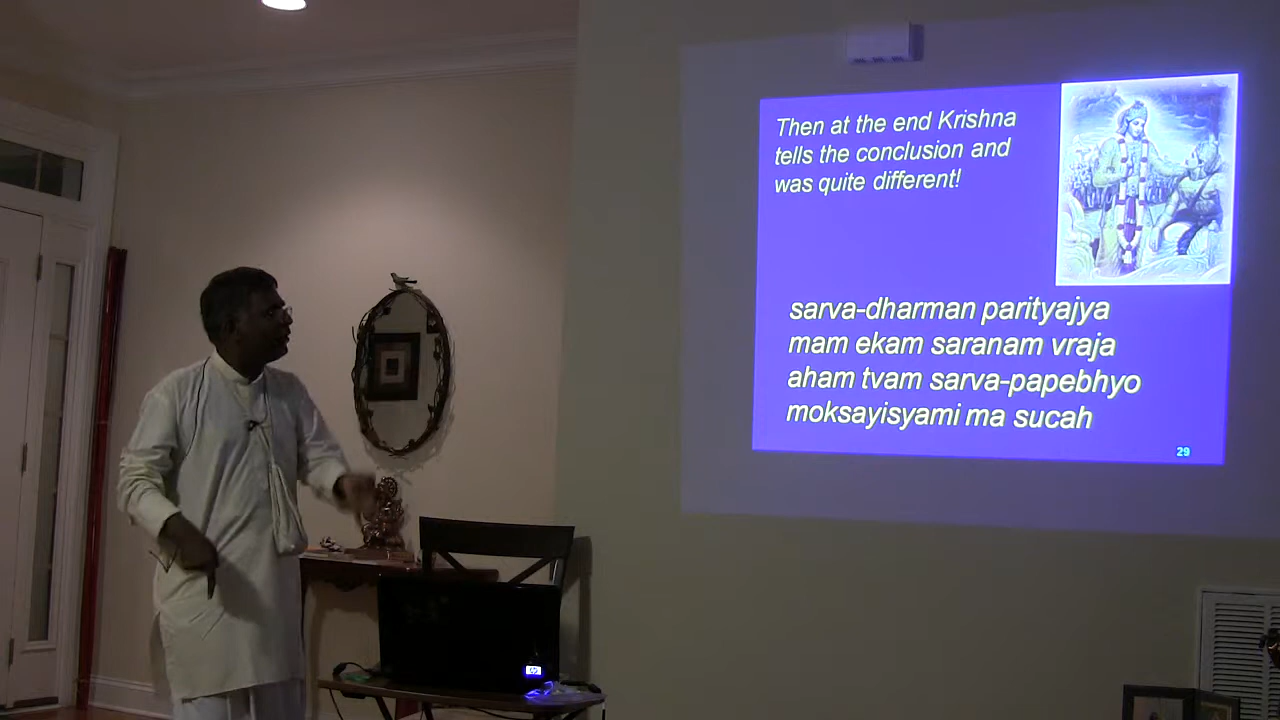 Then at the end Krishna
tells the conclusion and
was quite different!
sarva-dharman parityajya
mam ekam saranam vraja
aham tvam sarva-papebhyo
moksayisyami ma sucah
29
hp